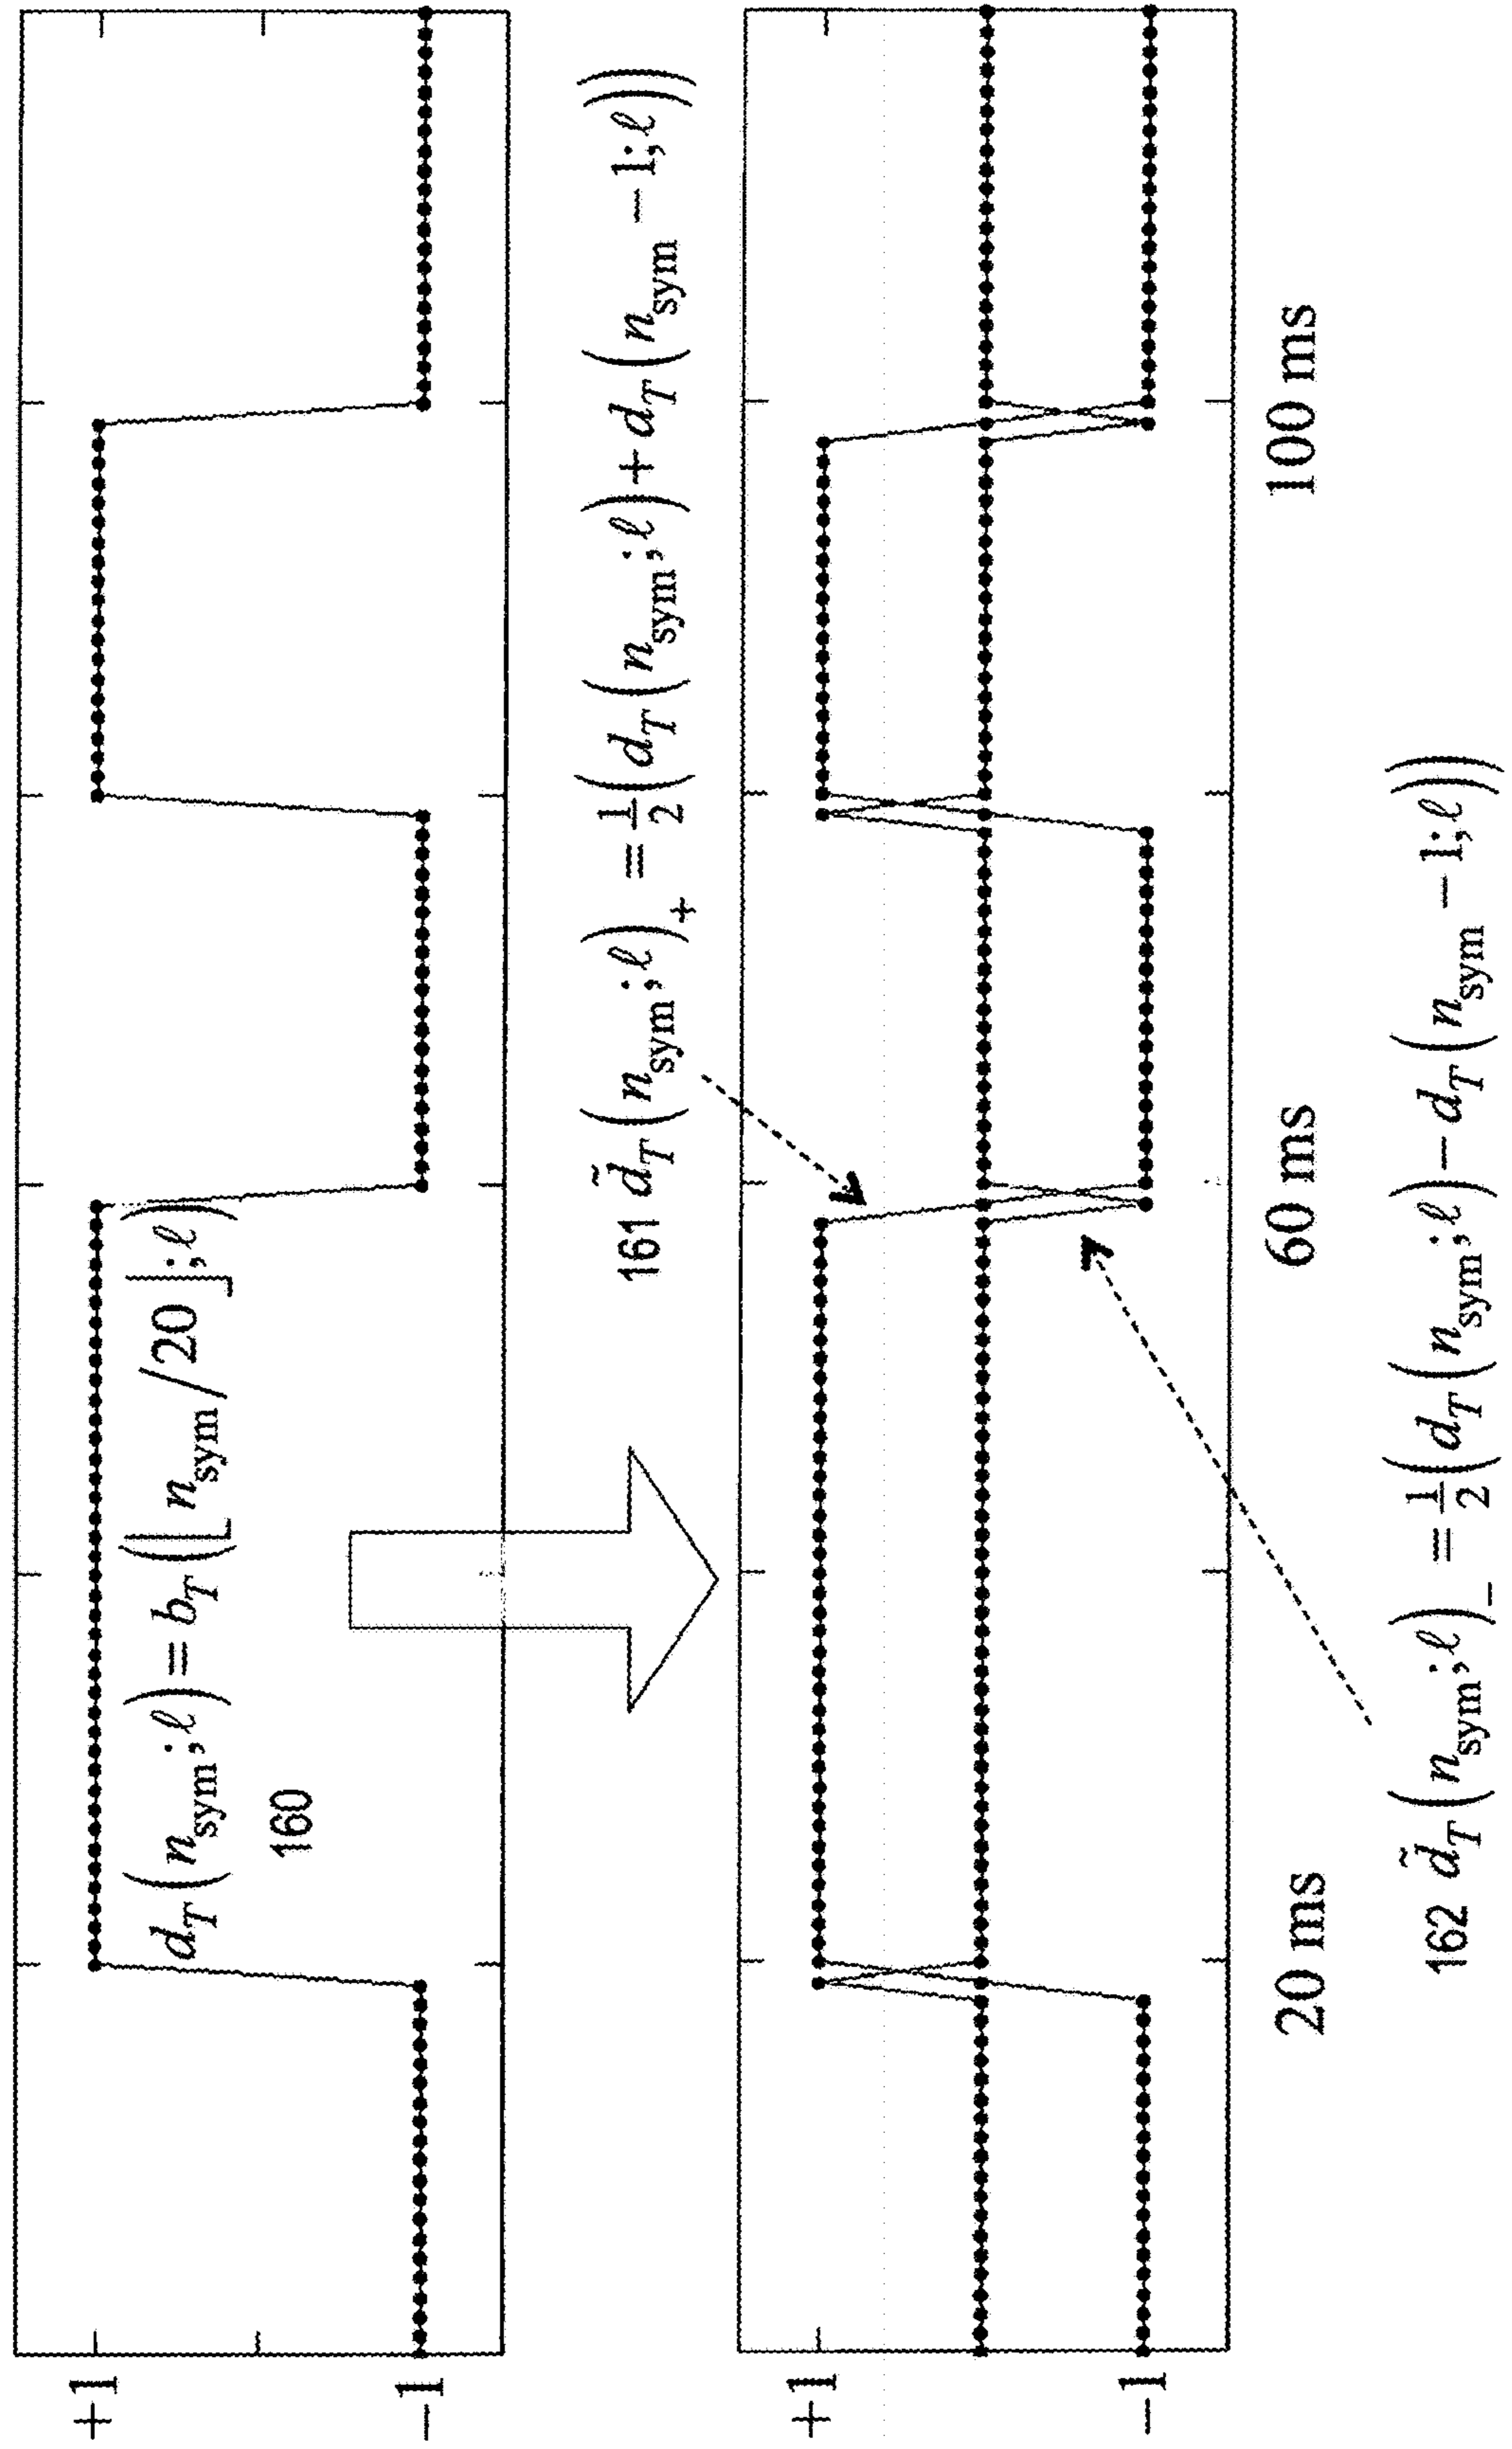 +1
d_T(n_sym;ℓ)=b_T(⌊n_sym/20⌋;ℓ)
160
−1
161 d̃_T(n_sym;ℓ)_+ = 1/2(d_T(n_sym;ℓ)+d_T(n_sym−1;ℓ))
+1
−1
20 ms 60 ms 100 ms
162 d̃_T(n_sym;ℓ)_− = 1/2(d_T(n_sym;ℓ)−d_T(n_sym−1;ℓ))